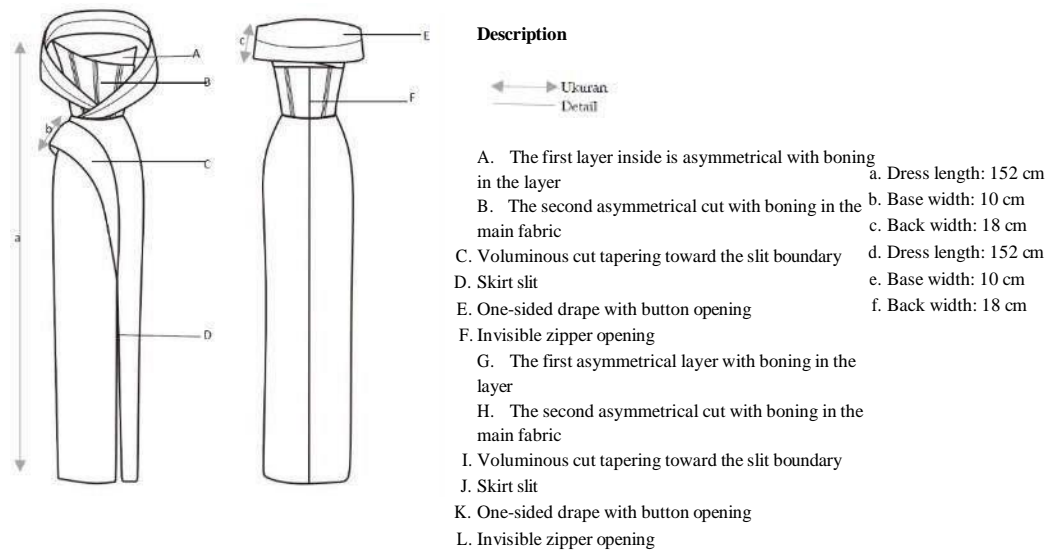 A
B
b
C
a
D
c
E
F
Description
Ukuran
Detail
A. The first layer inside is asymmetrical with boning
in the layer
B. The second asymmetrical cut with boning in the
main fabric
C. Voluminous cut tapering toward the slit boundary
D. Skirt slit
E. One-sided drape with button opening
F. Invisible zipper opening
G. The first asymmetrical layer with boning in the
layer
H. The second asymmetrical cut with boning in the
main fabric
I. Voluminous cut tapering toward the slit boundary
J. Skirt slit
K. One-sided drape with button opening
L. Invisible zipper opening
a. Dress length: 152 cm
b. Base width: 10 cm
c. Back width: 18 cm
d. Dress length: 152 cm
e. Base width: 10 cm
f. Back width: 18 cm